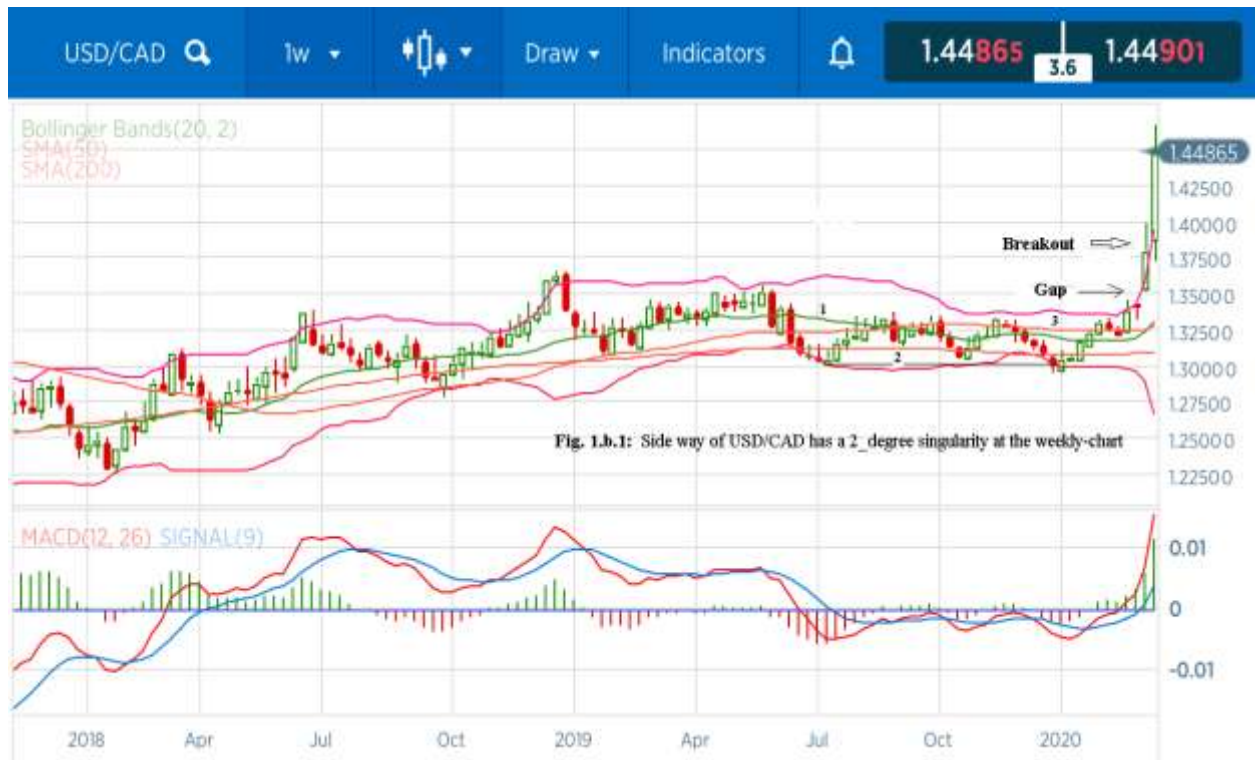 USD/CAD 1w Draw Indicators 1.44865 3.6 1.44901
Bollinger Bands(20, 2)
SMA(50)
SMA(200)
1.44865
1.42500
1.40000
Breakout
1.37500
Gap
1.35000
1
3
1.32500
2
1.30000
1.27500
Fig. 1.b.1: Side way of USD/CAD has a 2_degree singularity at the weekly-chart
1.25000
1.22500
MACD(12, 26) SIGNAL(9)
0.01
0
-0.01
2018 Apr Jul Oct 2019 Apr Jul Oct 2020